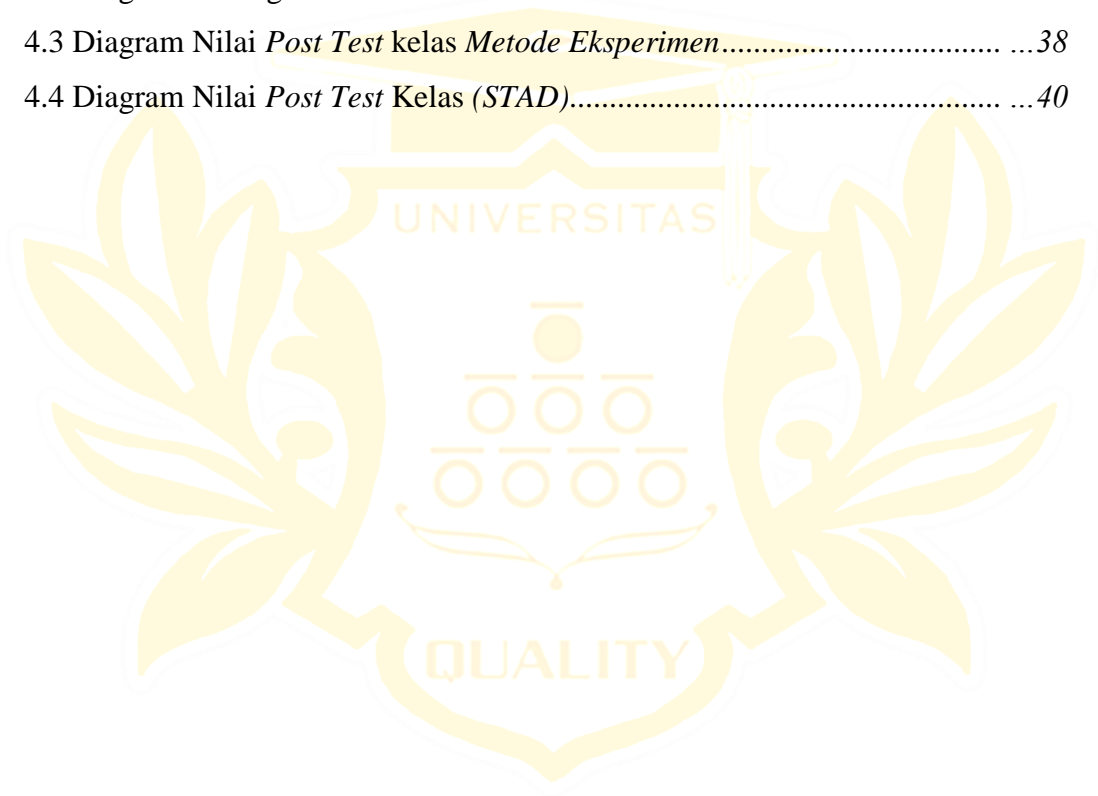 4.3 Diagram Nilai Post Test kelas Metode Eksperimen................................... ...38
4.4 Diagram Nilai Post Test Kelas (STAD)...................................................... ...40
UNIVERSITAS
QUALITY